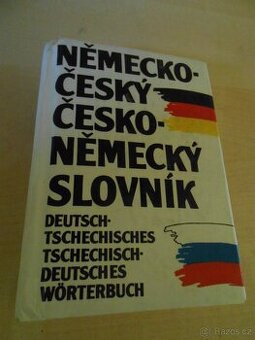 NĚMECKO-
ČESKÝ
ČESKO-
NĚMECKÝ
SLOVNÍK
DEUTSCH-
TSCHECHISCHES
TSCHECHISCH-
DEUTSCHES
WÖRTERBUCH
Bazos.cz